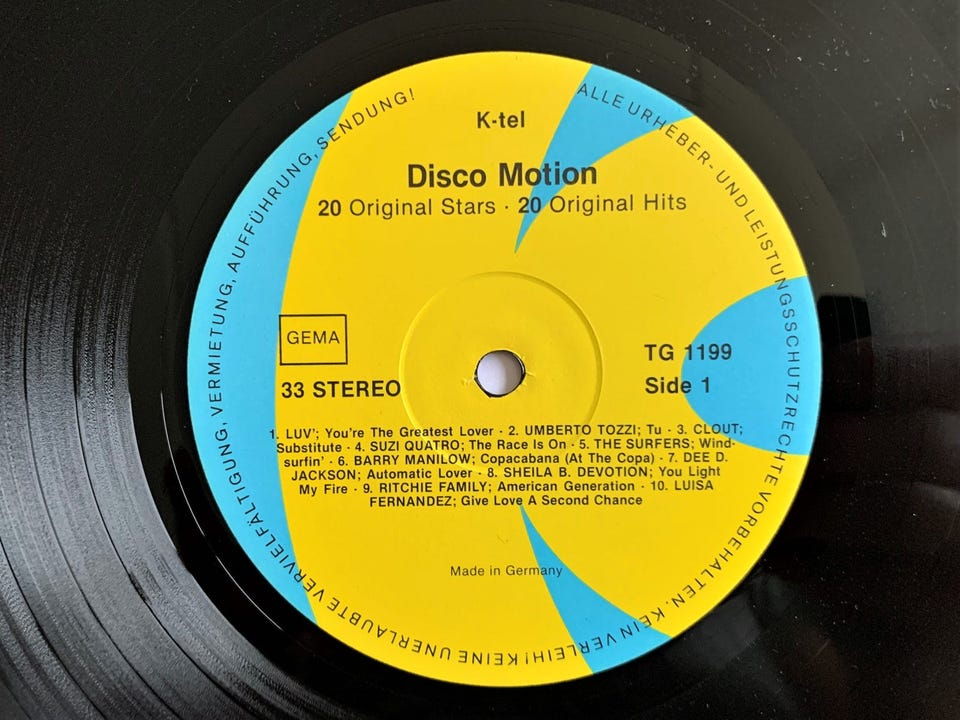 K-tel
Disco Motion
20 Original Stars · 20 Original Hits
GEMA
33 STEREO
TG 1199
Side 1
1. LUV'; You're The Greatest Lover · 2. UMBERTO TOZZI; Tu · 3. CLOUT;
Substitute · 4. SUZI QUATRO; The Race Is On · 5. THE SURFERS; Wind-
surfin' · 6. BARRY MANILOW; Copacabana (At The Copa) · 7. DEE D.
JACKSON; Automatic Lover · 8. SHEILA B. DEVOTION; You Light
My Fire · 9. RITCHIE FAMILY; American Generation · 10. LUISA
FERNANDEZ; Give Love A Second Chance
Made in Germany
ALLE URHEBER- UND LEISTUNGSSCHUTZRECHTE VORBEHALTEN. KEIN VERLEIH! KEINE UNERLAUBTE VERVIELFÄLTIGUNG, VERMIETUNG, AUFFÜHRUNG, SENDUNG!